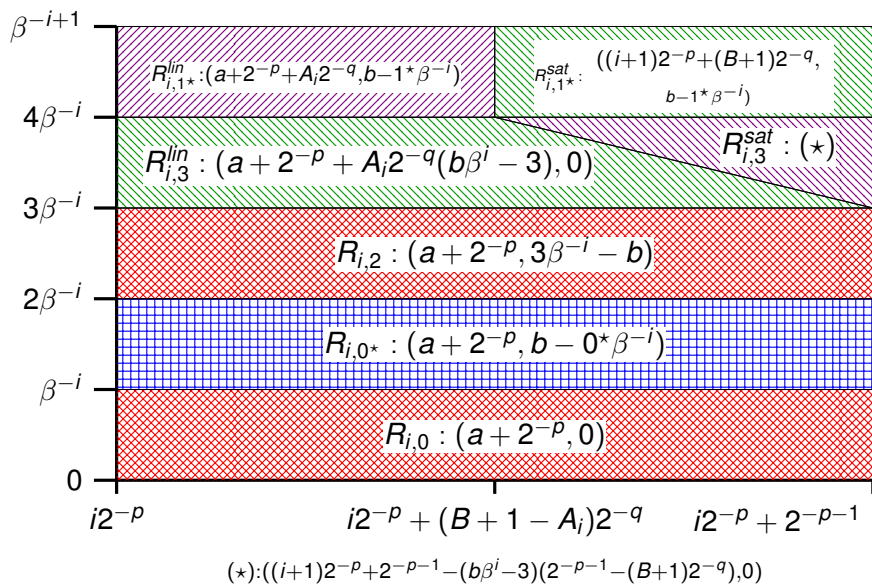 β⁻ⁱ⁺¹
R^{lin}_{i,1⋆}:(a+2^{−p}+A_i2^{−q},b−1^⋆β^{−i})
R^{sat}_{i,1⋆}: ((i+1)2^{−p}+(B+1)2^{−q},
b−1^⋆β^{−i})
4β^{−i}
R^{lin}_{i,3} : (a + 2^{−p} + A_i2^{−q}(bβ^i − 3), 0)
R^{sat}_{i,3} : (⋆)
3β^{−i}
R_{i,2} : (a + 2^{−p}, 3β^{−i} − b)
2β^{−i}
R_{i,0⋆} : (a + 2^{−p}, b − 0^⋆β^{−i})
β^{−i}
R_{i,0} : (a + 2^{−p}, 0)
0
i2^{−p} i2^{−p} + (B + 1 − A_i)2^{−q} i2^{−p} + 2^{−p−1}
(⋆):((i+1)2^{−p}+2^{−p−1}−(bβ^i−3)(2^{−p−1}−(B+1)2^{−q}),0)